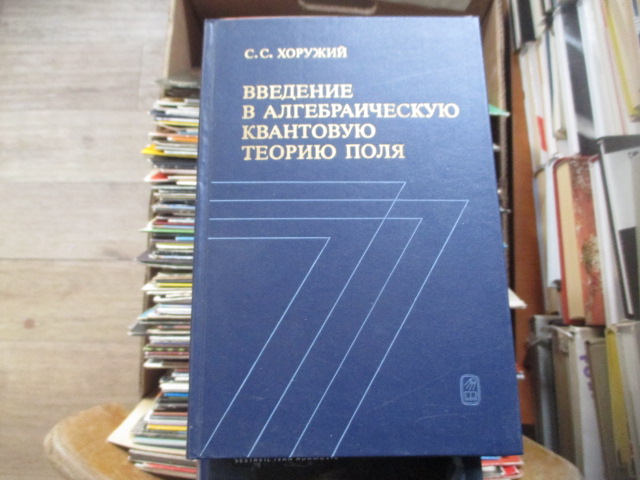 С. С. ХОРУЖИЙ
ВВЕДЕНИЕ
В АЛГЕБРАИЧЕСКУЮ
КВАНТОВУЮ
ТЕОРИЮ ПОЛЯ